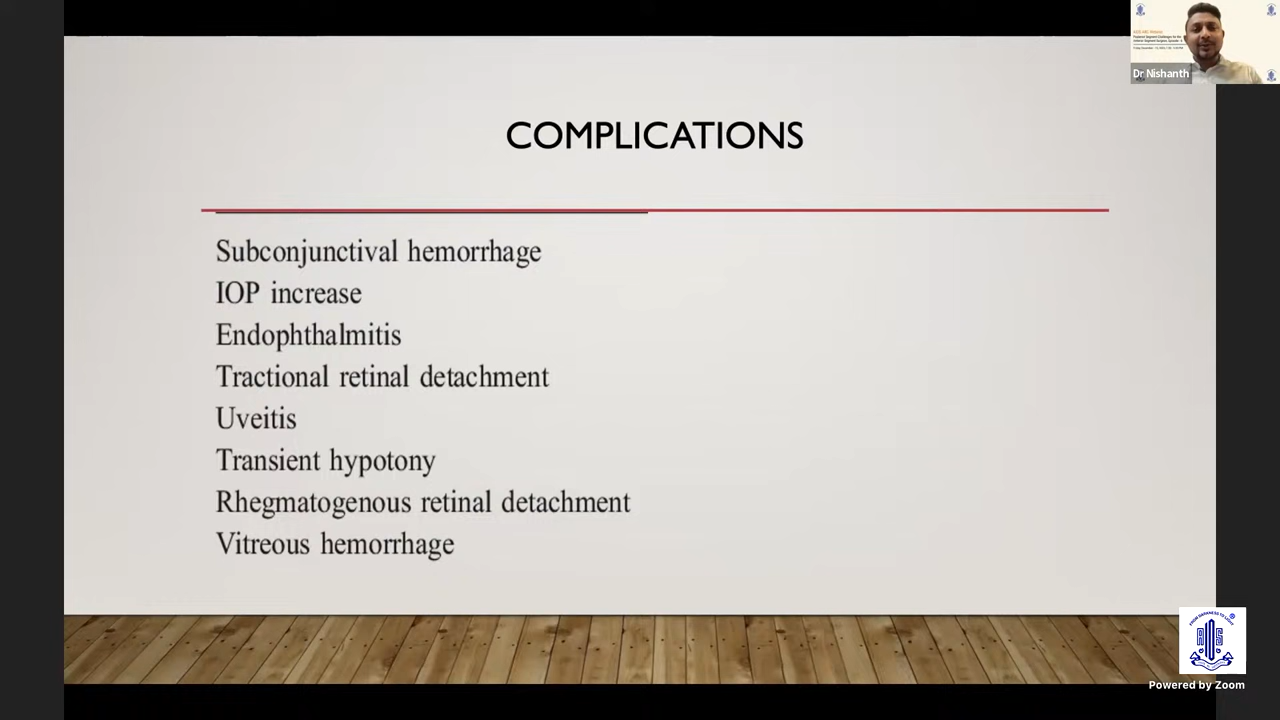 COMPLICATIONS
Subconjunctival hemorrhage
IOP increase
Endophthalmitis
Tractional retinal detachment
Uveitis
Transient hypotony
Rhegmatogenous retinal detachment
Vitreous hemorrhage
Dr Nishanth
Powered by Zoom